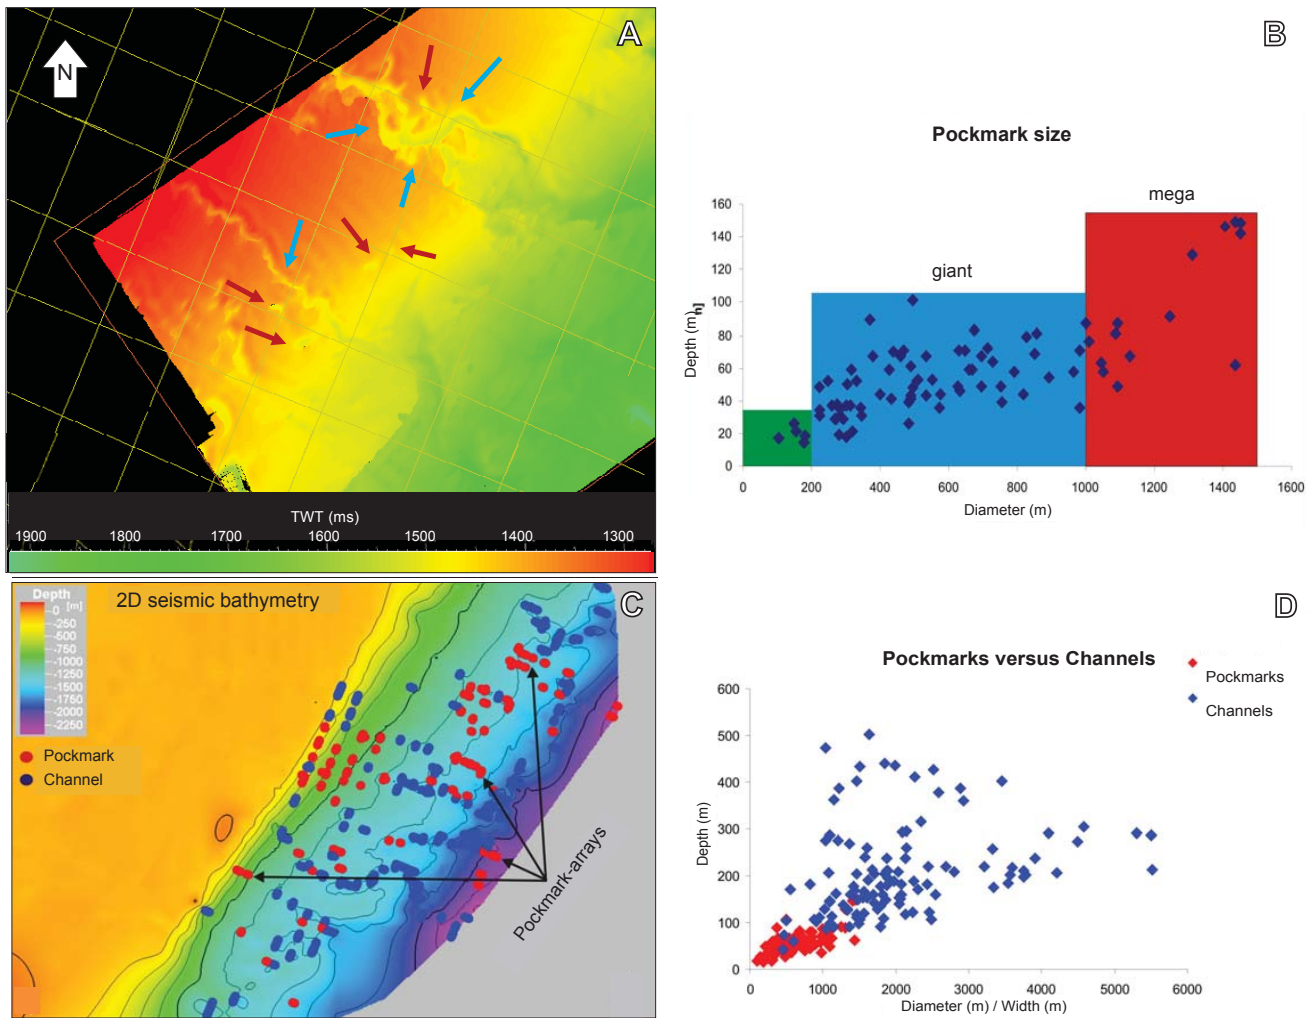 A
N
TWT (ms)
1900 1800 1700 1600 1500 1400 1300
B
Pockmark size
mega
giant
160
140
120
100
80
60
40
20
0
Depth (m)
0 200 400 600 800 1000 1200 1400 1600
Diameter (m)
C
2D seismic bathymetry
Depth
[m]
0
-250
-500
-750
-1000
-1250
-1500
-1750
-2000
-2250
Pockmark
Channel
Pockmark-arrays
D
Pockmarks versus Channels
Pockmarks
Channels
600
500
400
300
200
100
0
Depth (m)
0 1000 2000 3000 4000 5000 6000
Diameter (m) / Width (m)